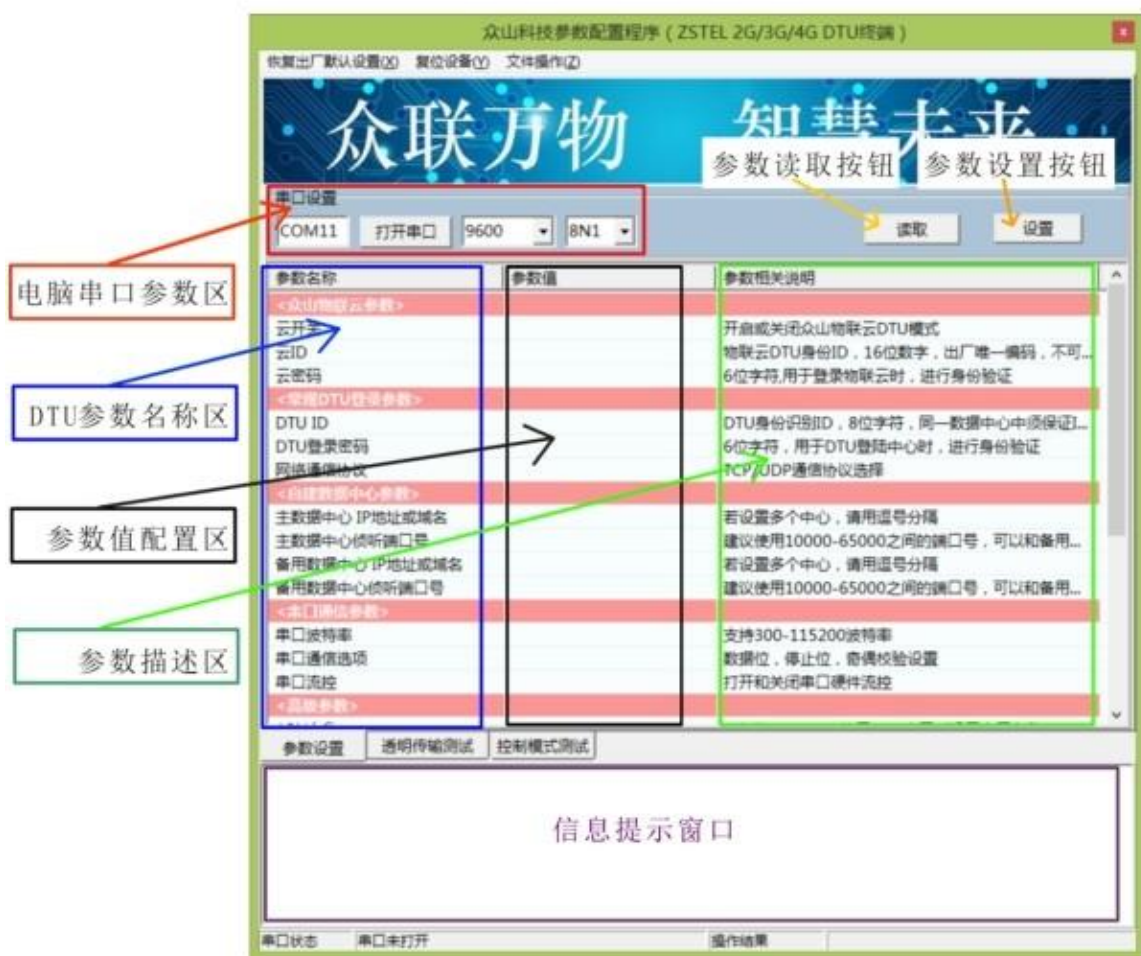 众山科技参数配置程序（ZSTEL 2G/3G/4G DTU终端）
恢复出厂默认设置(X) 复位设备(Y) 文件操作(Z)
众联万物 智慧未来
参数读取按钮 参数设置按钮
串口设置
COM11 打开串口 9600 8N1 读取 设置
电脑串口参数区
参数名称 参数值 参数相关说明
<众山物联云参数>
云开关 开启或关闭众山物联云DTU模式
云ID 物联云DTU身份ID，16位数字，出厂唯一编码，不可...
云密码 6位字符,用于登录物联云时，进行身份验证
<常规DTU登录参数>
DTU参数名称区
DTU ID DTU身份识别ID，8位字符，同一数据中心中须保证I...
DTU登录密码 6位字符，用于DTU登陆中心时，进行身份验证
网络通信协议 TCP/UDP通信协议选择
<自建数据中心参数>
主数据中心 IP地址或域名 若设置多个中心，请用逗号分隔
参数值配置区
主数据中心侦听端口号 建议使用10000-65000之间的端口号，可以和备用...
备用数据中心 IP地址或域名 若设置多个中心，请用逗号分隔
备用数据中心侦听端口号 建议使用10000-65000之间的端口号，可以和备用...
<串口通信参数>
串口波特率 支持300-115200波特率
参数描述区
串口通信选项 数据位，停止位，奇偶校验设置
串口流控 打开和关闭串口硬件流控
<高级参数>
参数设置 透明传输测试 控制模式测试
信息提示窗口
串口状态 串口未打开 操作结果